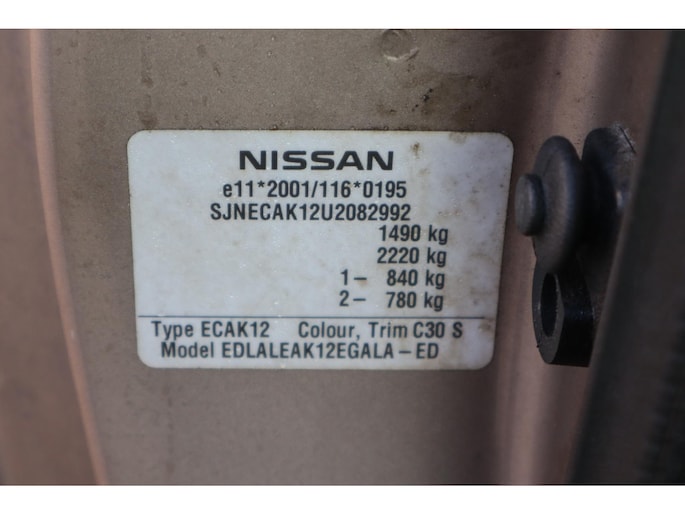 NISSAN
e11*2001/116*0195
SJNECAK12U2082992
1490 kg
2220 kg
1– 840 kg
2– 780 kg
Type ECAK12 Colour, Trim C30 S
Model EDLALEAK12EGALA–ED